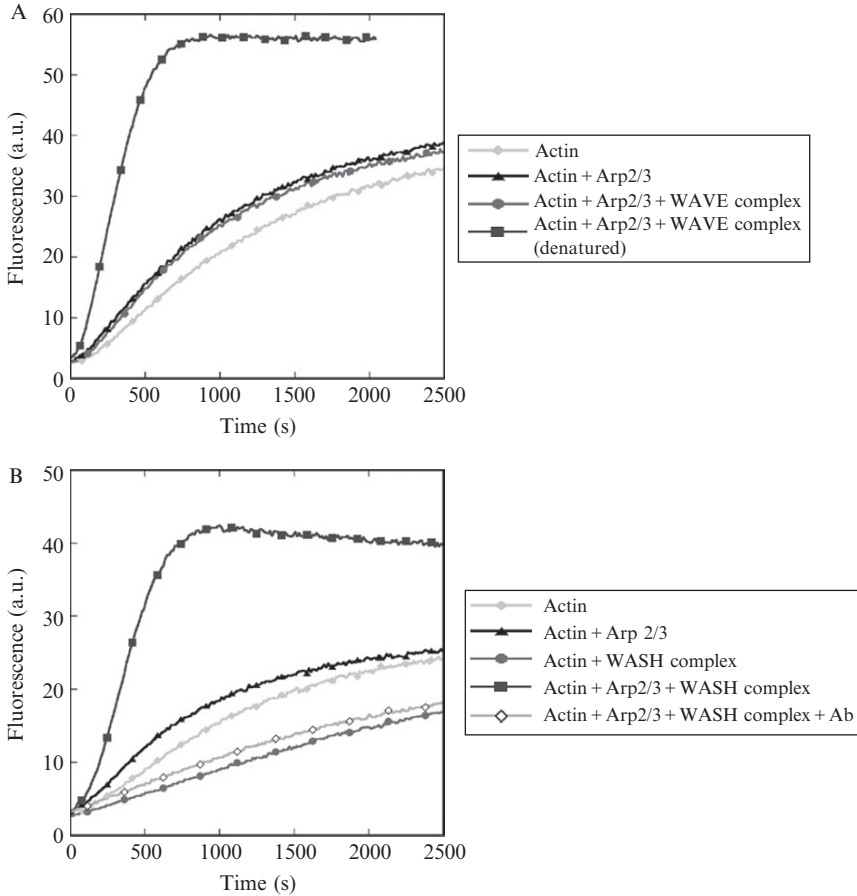 A
60
50
40
30
20
10
0
Fluorescence (a.u.)
0 500 1000 1500 2000 2500
Time (s)
Actin
Actin + Arp2/3
Actin + Arp2/3 + WAVE complex
Actin + Arp2/3 + WAVE complex
(denatured)
B
50
40
30
20
10
0
Fluorescence (a.u.)
0 500 1000 1500 2000 2500
Time (s)
Actin
Actin + Arp 2/3
Actin + WASH complex
Actin + Arp2/3 + WASH complex
Actin + Arp2/3 + WASH complex + Ab